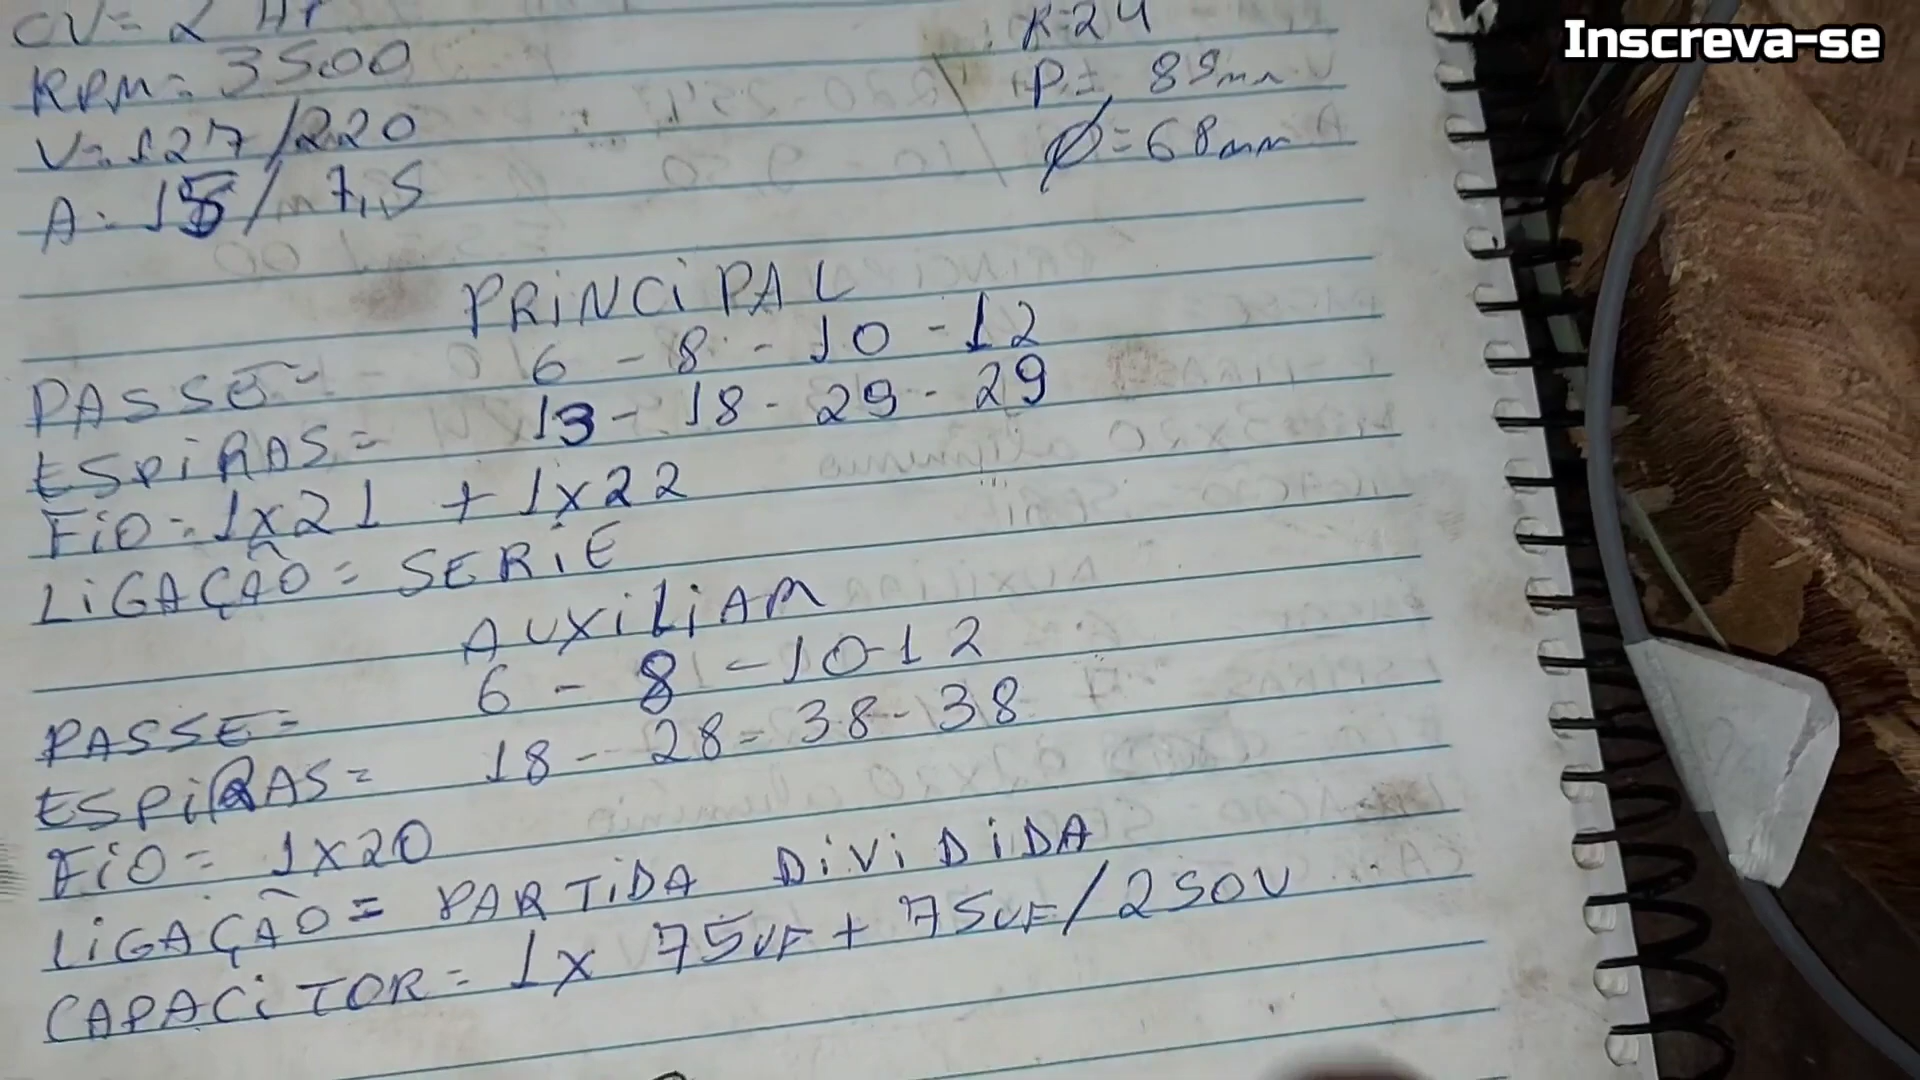 CV= 2 HP
RPM= 3500
V= 127/220
A= 15/ 7,5
R=24
P= 89mm
Ø=68mm
Inscreva-se
PRiNCiPAL
PASSE= 6 - 8 - 10 - 12
ESPiRAS= 13 - 18 - 29 - 29
FiO= 1x21 + 1x22
LiGAÇÃO= SERiE
AUXiLiAR
PASSE= 6 - 8 - 10-12
ESPiRAS= 18 - 28 - 38 - 38
FiO= 1x20
LiGAÇÃO= PARTiDA DiViDiDA
CAPACiTOR= 1x 75UF + 75UF/250V